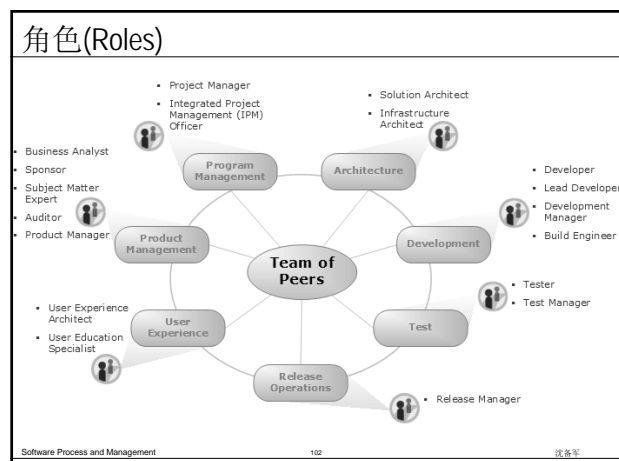 角色(Roles)
Project Manager
Integrated Project
Management (IPM)
Officer
Solution Architect
Infrastructure
Architect
Business Analyst
Sponsor
Subject Matter
Expert
Auditor
Product Manager
Program
Management
Architecture
Developer
Lead Developer
Development
Manager
Build Engineer
Product
Management
Team of
Peers
Development
User Experience
Architect
User Education
Specialist
User
Experience
Test
Tester
Test Manager
Release
Operations
Release Manager
Software Process and Management
102
沈备军